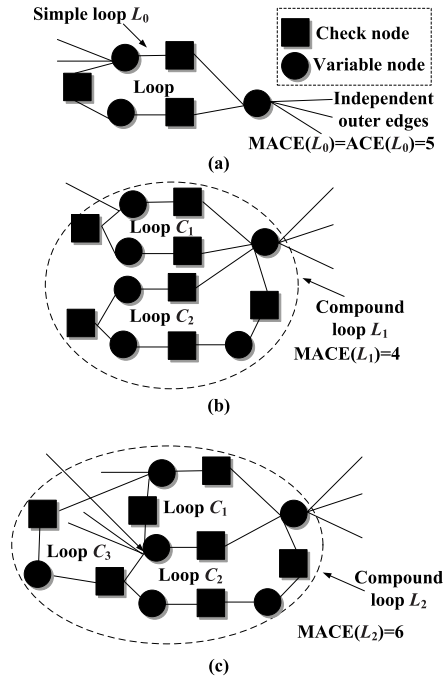 Simple loop L0
Check node
Variable node
Loop
Independent
outer edges
MACE(L0)=ACE(L0)=5
(a)
Loop C1
Loop C2
Compound
loop L1
MACE(L1)=4
(b)
Loop C1
Loop C3
Loop C2
Compound
loop L2
MACE(L2)=6
(c)